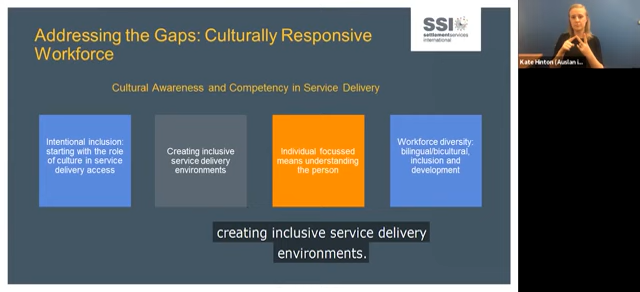 Addressing the Gaps: Culturally Responsive
Workforce
SSI
settlement services
international
Cultural Awareness and Competency in Service Delivery
Intentional inclusion:
starting with the role
of culture in service
delivery access
Creating inclusive
service delivery
environments
Individual focussed
means understanding
the person
Workforce diversity:
bilingual/bicultural,
inclusion and
development
creating inclusive service delivery
environments.
Kate Hinton (Auslan i...